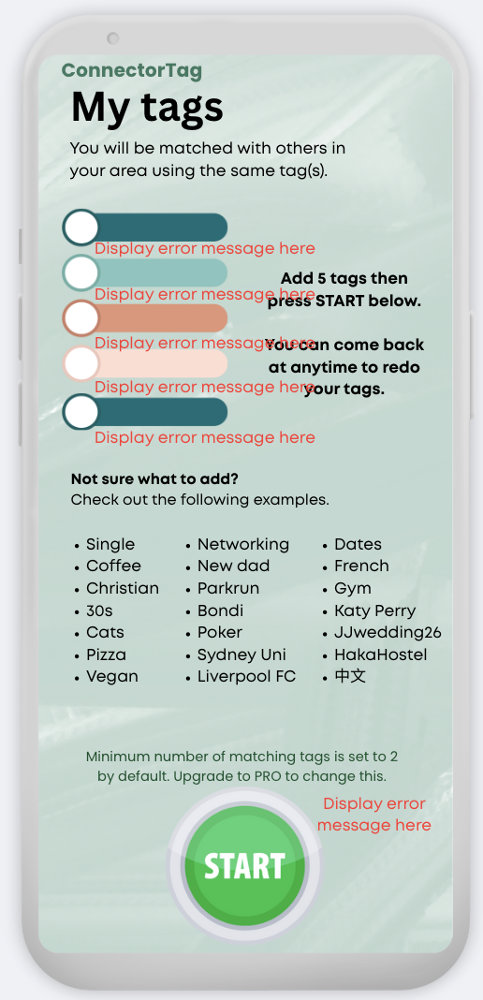 ConnectorTag
My tags
You will be matched with others in
your area using the same tag(s).
Display error message here
Display error message here
Display error message here
Display error message here
Display error message here
Add 5 tags then
press START below.
You can come back
at anytime to redo
your tags.
Not sure what to add?
Check out the following examples.
• Single
• Coffee
• Christian
• 30s
• Cats
• Pizza
• Vegan
• Networking
• New dad
• Parkrun
• Bondi
• Poker
• Sydney Uni
• Liverpool FC
• Dates
• French
• Gym
• Katy Perry
• JJwedding26
• HakaHostel
• 中文
Minimum number of matching tags is set to 2
by default. Upgrade to PRO to change this.
Display error
message here
START